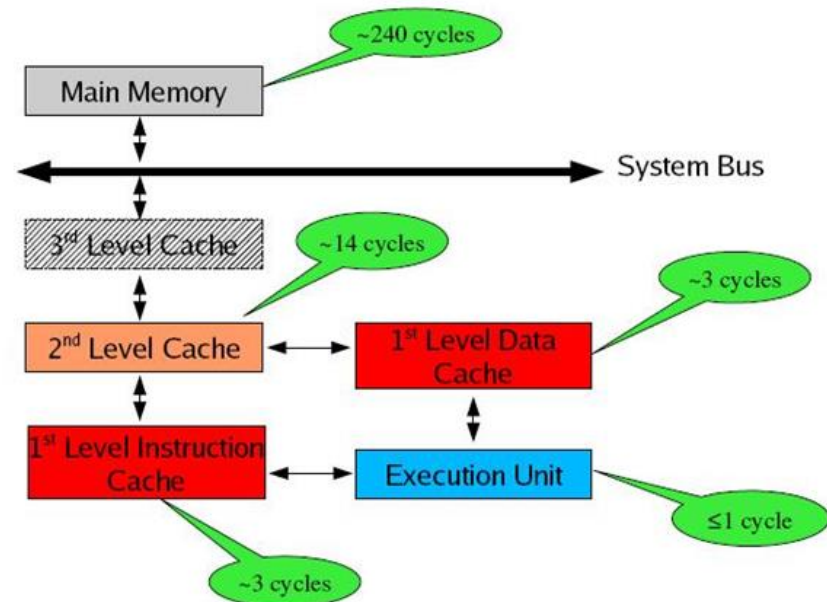 ~240 cycles
Main Memory
System Bus
3rd Level Cache
~14 cycles
~3 cycles
2nd Level Cache
1st Level Data
Cache
1st Level Instruction
Cache
Execution Unit
≤1 cycle
~3 cycles